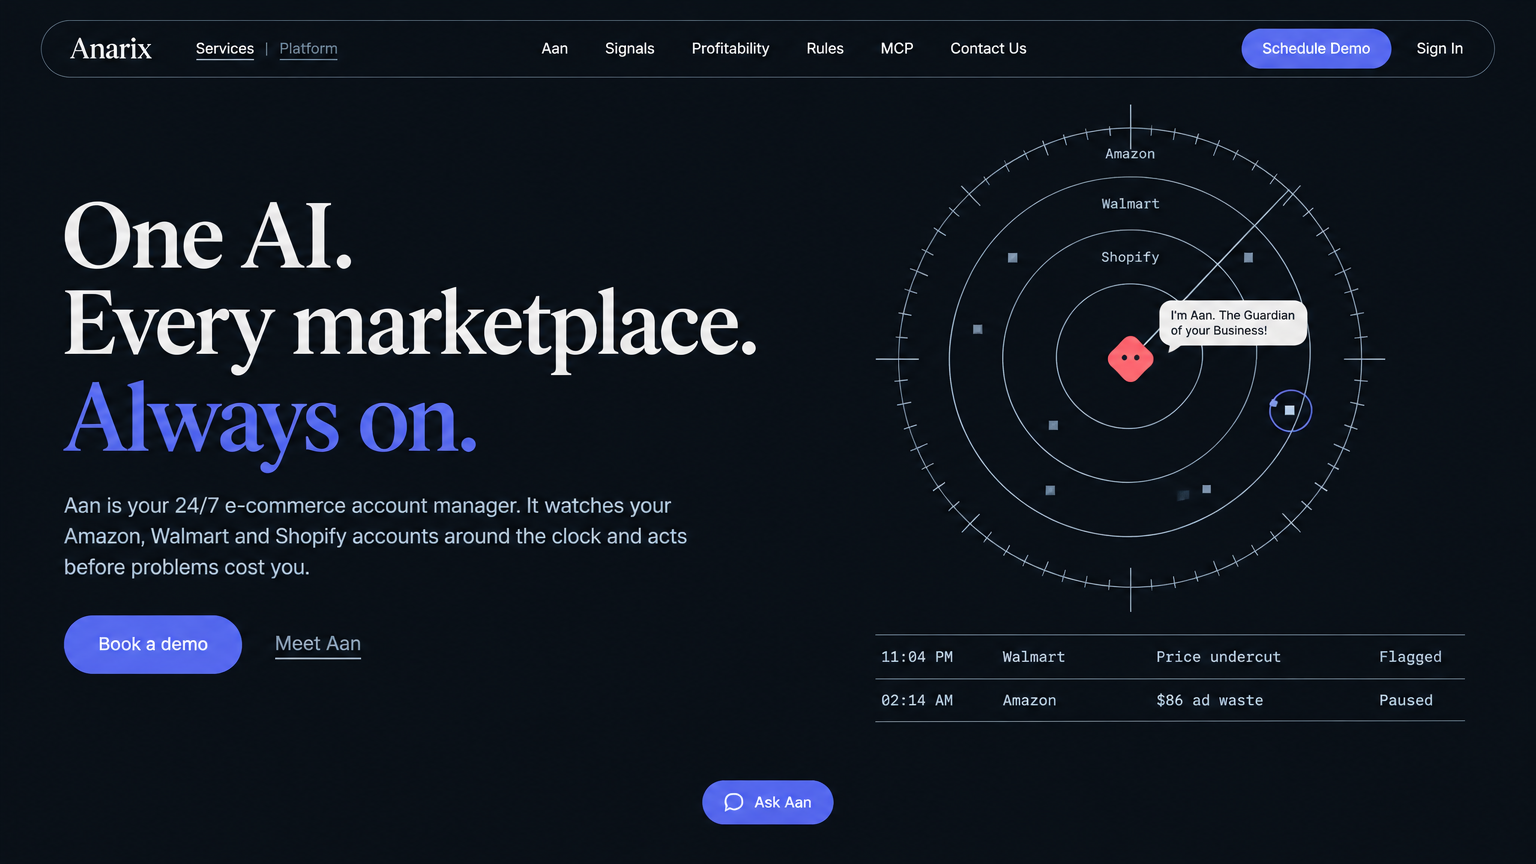 Anarix
Services | Platform
Aan
Signals
Profitability
Rules
MCP
Contact Us
Schedule Demo
Sign In
One AI.
Every marketplace.
Always on.
Aan is your 24/7 e-commerce account manager. It watches your
Amazon, Walmart and Shopify accounts around the clock and acts
before problems cost you.
Book a demo
Meet Aan
Amazon
Walmart
Shopify
I'm Aan. The Guardian
of your Business!
11:04 PM Walmart Price undercut Flagged
02:14 AM Amazon $86 ad waste Paused
Ask Aan